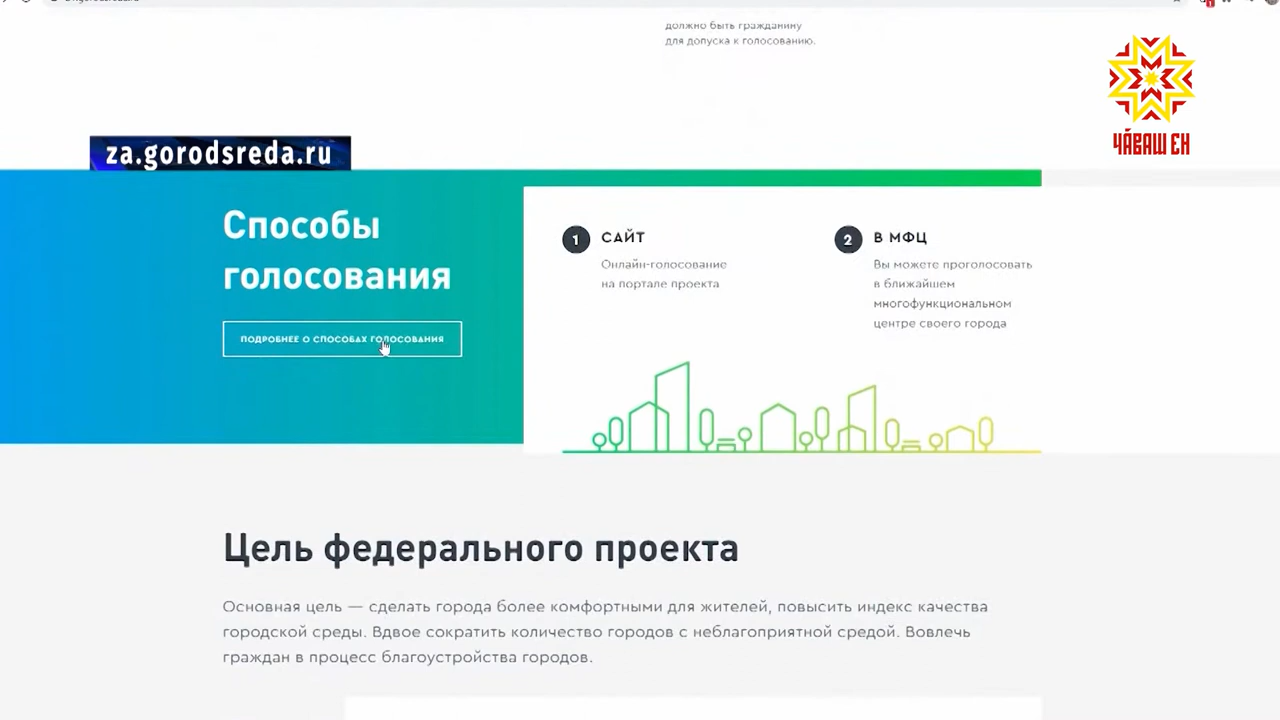 должно быть гражданину
для допуска к голосованию.
ЧӐВАШ ЕН
za.gorodsreda.ru
Способы
голосования
ПОДРОБНЕЕ О СПОСОБАХ ГОЛОСОВАНИЯ
1 САЙТ
Онлайн-голосование
на портале проекта
2 В МФЦ
Вы можете проголосовать
в ближайшем
многофункциональном
центре своего города
Цель федерального проекта
Основная цель — сделать города более комфортными для жителей, повысить индекс качества
городской среды. Вдвое сократить количество городов с неблагоприятной средой. Вовлечь
граждан в процесс благоустройства городов.